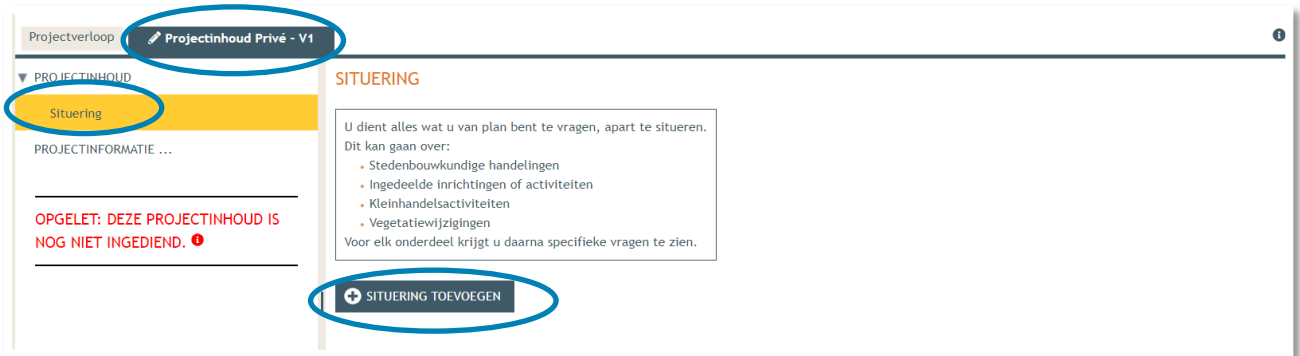 Projectverloop
Projectinhoud Privé - V1
PROJECTINHOUD
Situering
PROJECTINFORMATIE ...
OPGELET: DEZE PROJECTINHOUD IS
NOG NIET INGEDIEND.
SITUERING
U dient alles wat u van plan bent te vragen, apart te situeren.
Dit kan gaan over:
• Stedenbouwkundige handelingen
• Ingedeelde inrichtingen of activiteiten
• Kleinhandelsactiviteiten
• Vegetatiewijzigingen
Voor elk onderdeel krijgt u daarna specifieke vragen te zien.
SITUERING TOEVOEGEN